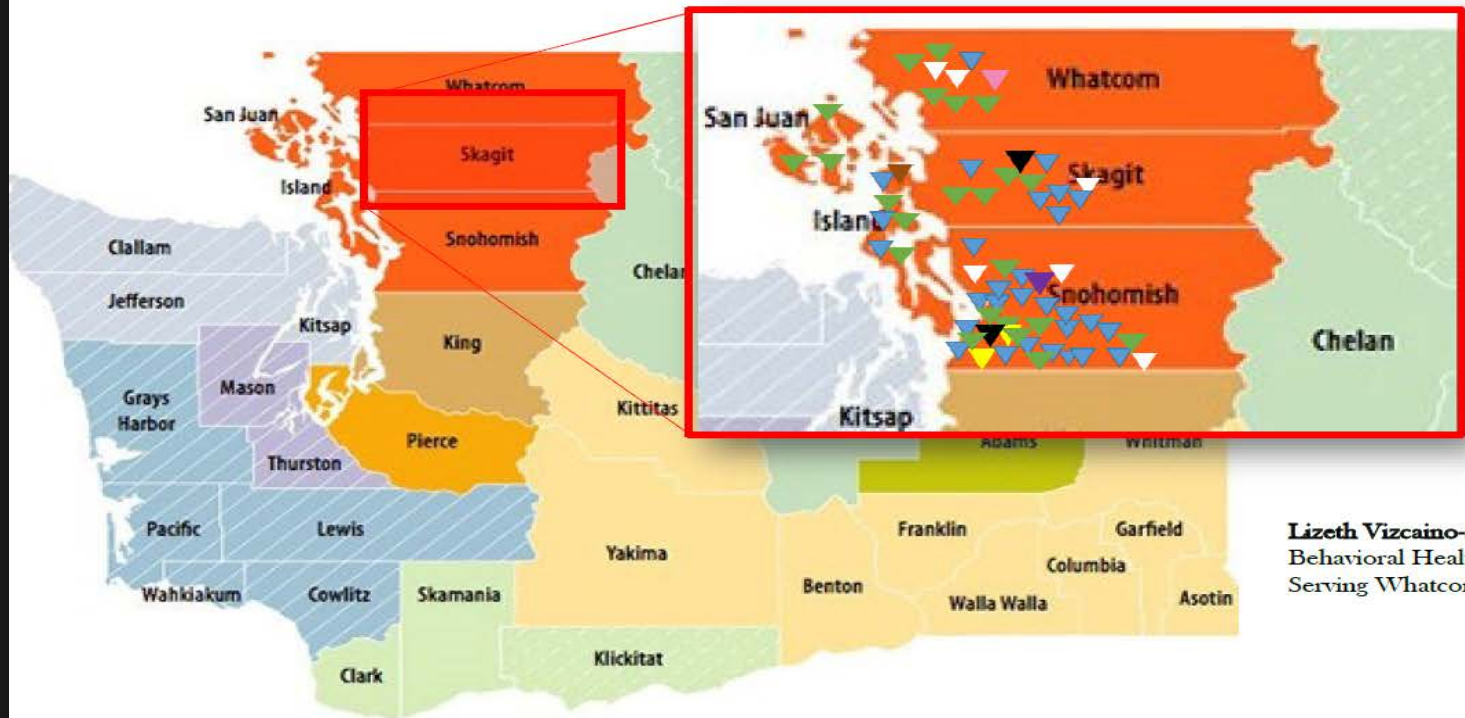 Whatcom
San Juan
Skagit
Island
Snohomish
Clallam
Jefferson
Kitsap
King
Mason
Grays
Harbor
Pierce
Thurston
Kittitas
Pacific
Lewis
Yakima
Wahkiakum
Cowlitz
Skamania
Clark
Klickitat
Benton
Franklin
Walla Walla
Columbia
Garfield
Asotin
Adams
Whitman
Chelan
Whatcom
San Juan
Skagit
Island
Snohomish
Chelan
Kitsap
Lizeth Vizcaino-
Behavioral Heal
Serving Whatco